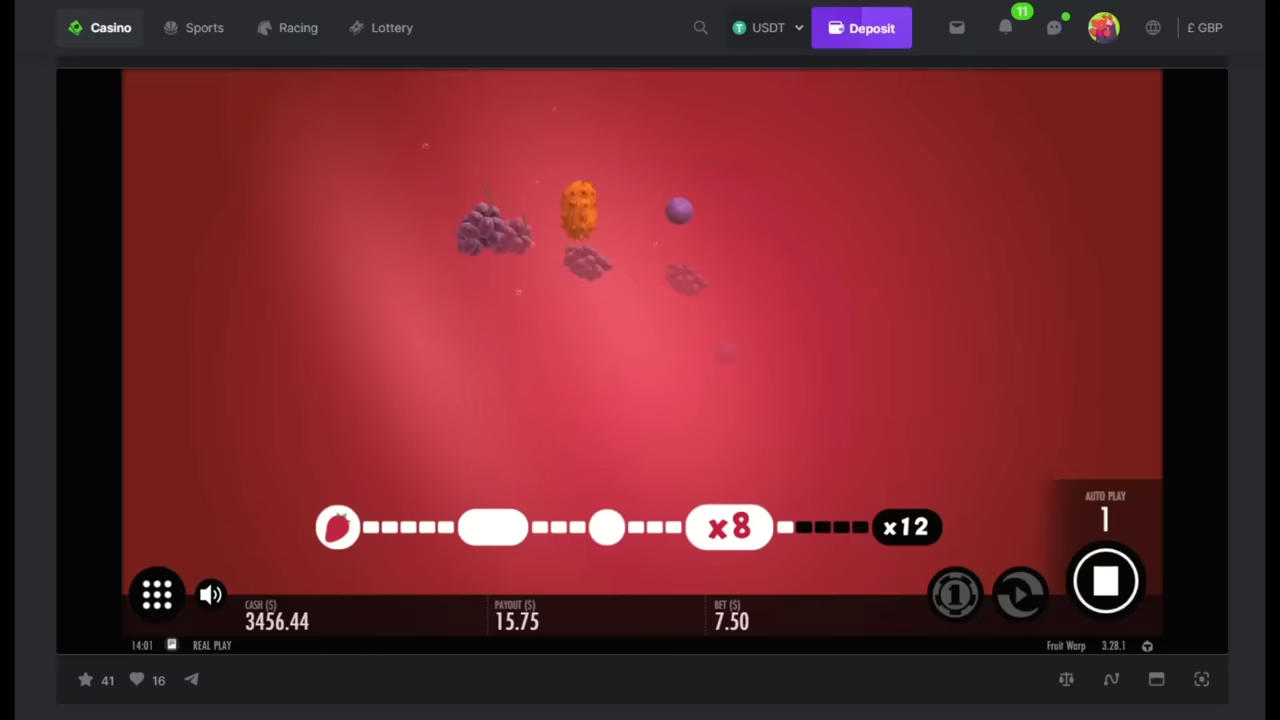 Casino
Sports
Racing
Lottery
USDT
Deposit
11
£ GBP
AUTO PLAY
1
x8
x12
CASH ($)
3456.44
PAYOUT ($)
15.75
BET ($)
7.50
1
14:01
REAL PLAY
Fruit Warp
3.28.1
41
16